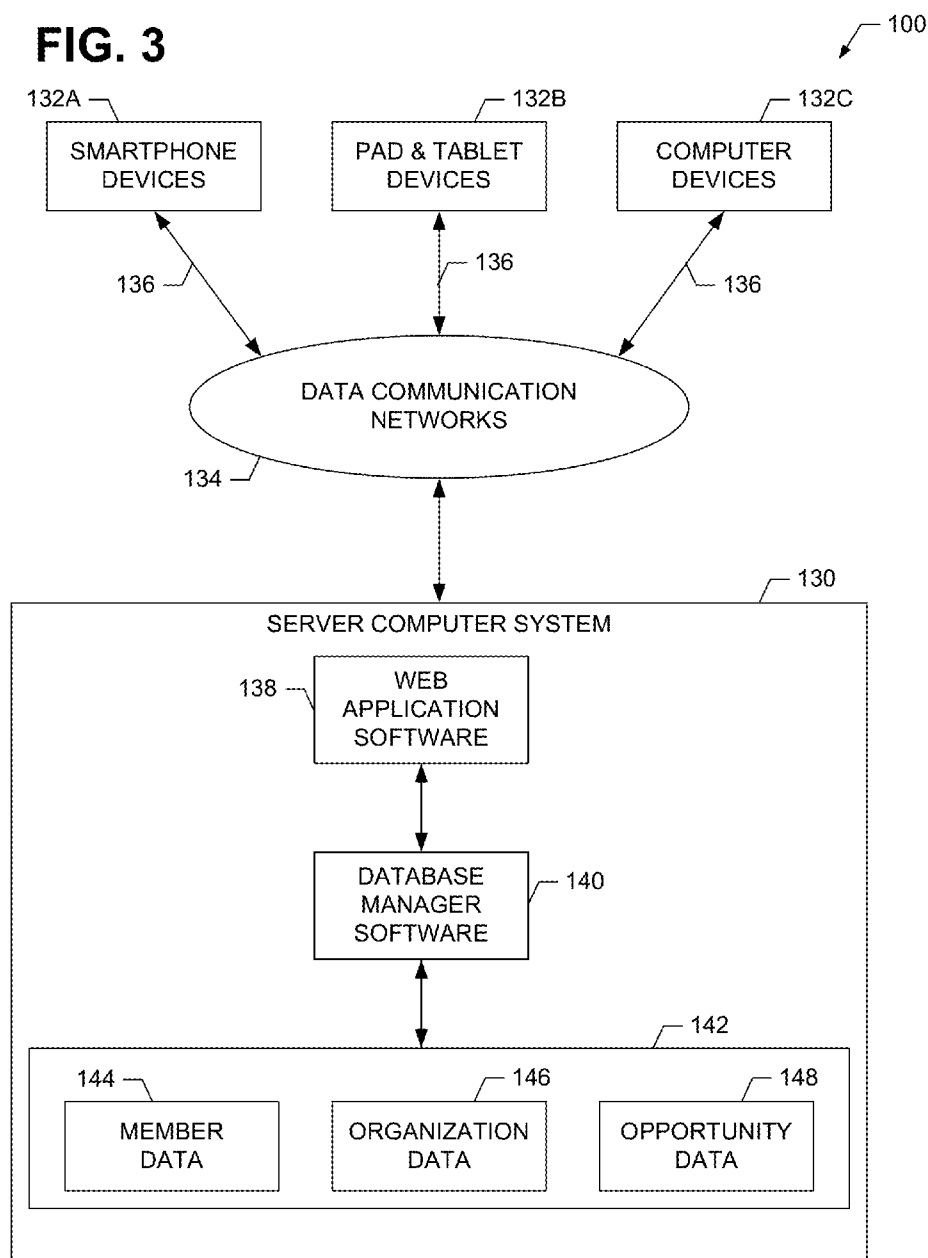 FIG. 3
100
132A
132B
132C
SMARTPHONE
DEVICES
PAD & TABLET
DEVICES
COMPUTER
DEVICES
136
136
136
DATA COMMUNICATION
NETWORKS
134
130
SERVER COMPUTER SYSTEM
138
WEB
APPLICATION
SOFTWARE
DATABASE
MANAGER
SOFTWARE
140
142
144
146
148
MEMBER
DATA
ORGANIZATION
DATA
OPPORTUNITY
DATA